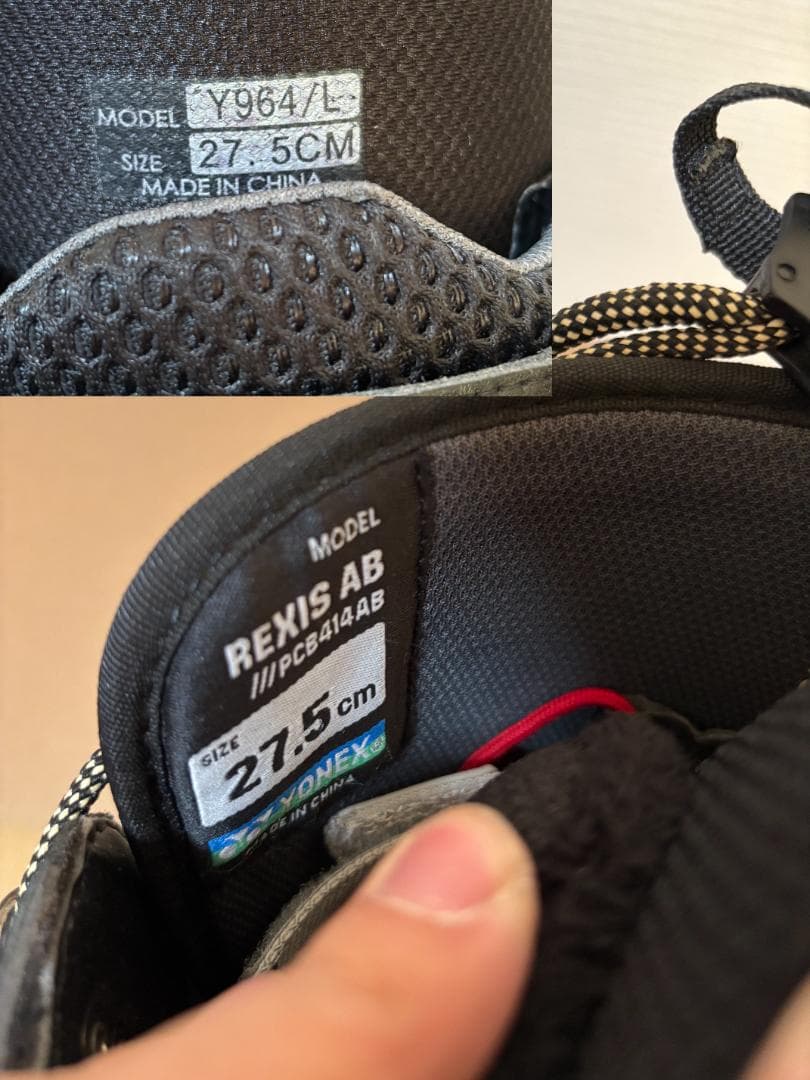 MODEL Y964/L
SIZE 27.5CM
MADE IN CHINA
MODEL
REXIS AB
///PCB414AB
SIZE
27.5cm
YY YONEX®
MADE IN CHINA